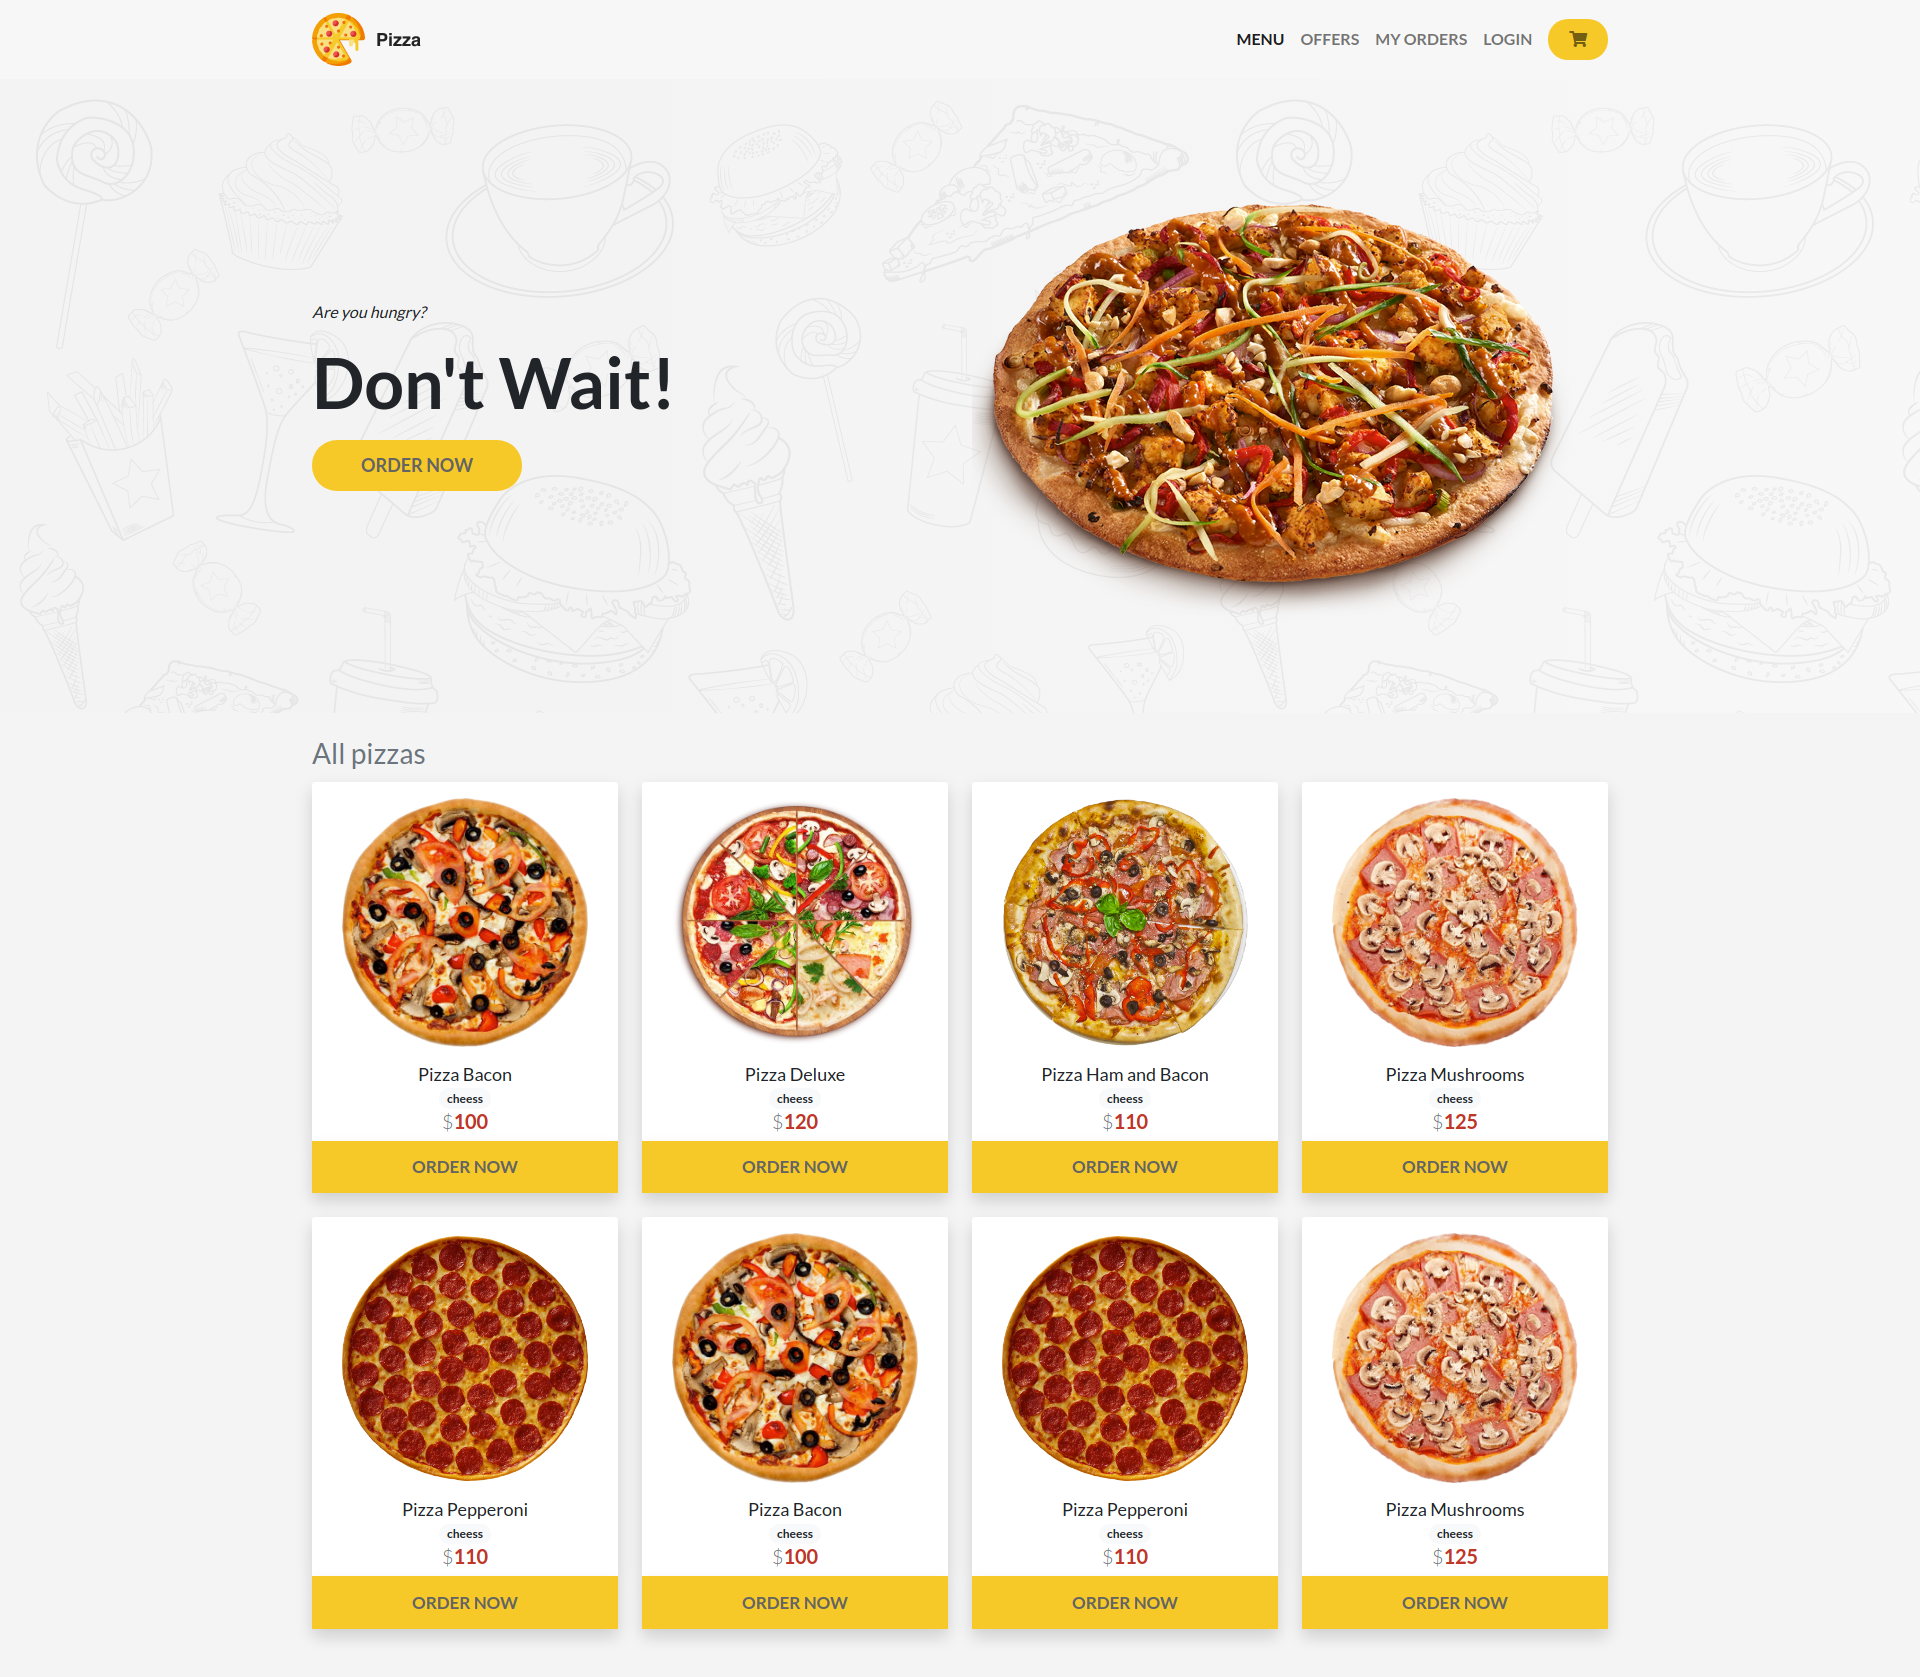 Pizza
MENU OFFERS MY ORDERS LOGIN
Are you hungry?
Don't Wait!
ORDER NOW
All pizzas
Pizza Bacon
cheess
$100
ORDER NOW
Pizza Deluxe
cheess
$120
ORDER NOW
Pizza Ham and Bacon
cheess
$110
ORDER NOW
Pizza Mushrooms
cheess
$125
ORDER NOW
Pizza Pepperoni
cheess
$110
ORDER NOW
Pizza Bacon
cheess
$100
ORDER NOW
Pizza Pepperoni
cheess
$110
ORDER NOW
Pizza Mushrooms
cheess
$125
ORDER NOW